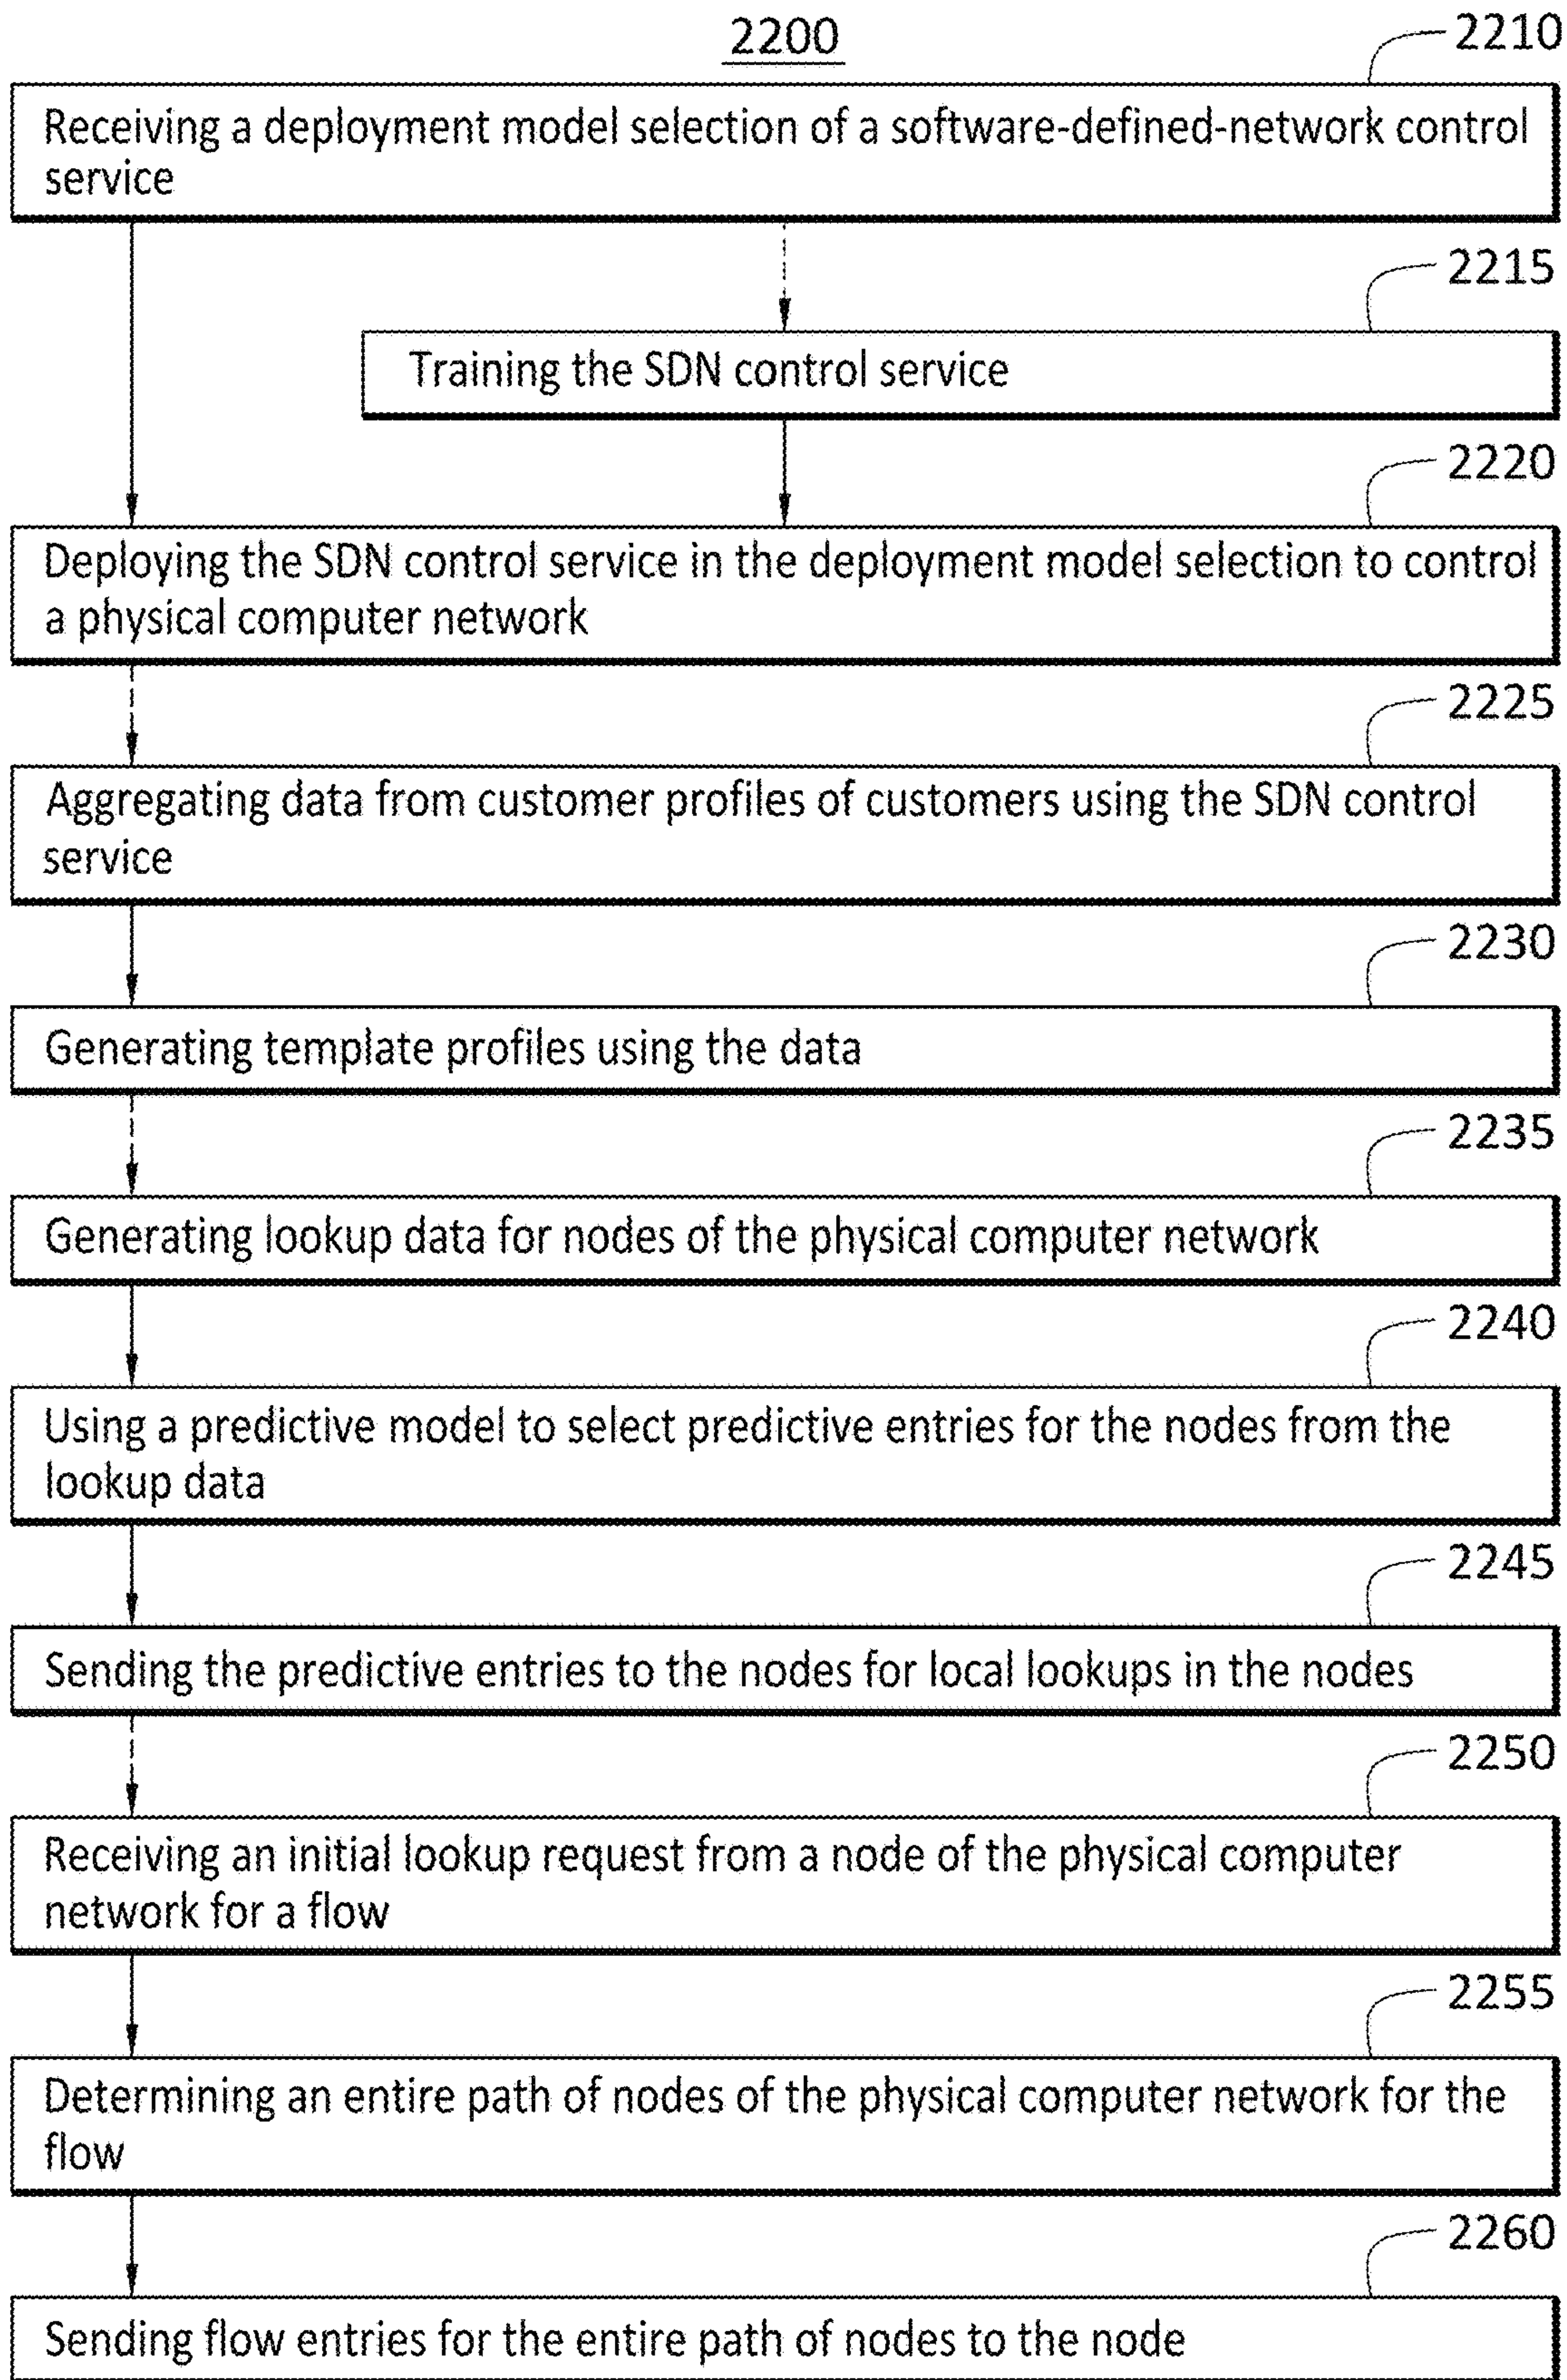 2200
2210
Receiving a deployment model selection of a software-defined-network control
service
2215
Training the SDN control service
2220
Deploying the SDN control service in the deployment model selection to control
a physical computer network
2225
Aggregating data from customer profiles of customers using the SDN control
service
2230
Generating template profiles using the data
2235
Generating lookup data for nodes of the physical computer network
2240
Using a predictive model to select predictive entries for the nodes from the
lookup data
2245
Sending the predictive entries to the nodes for local lookups in the nodes
2250
Receiving an initial lookup request from a node of the physical computer
network for a flow
2255
Determining an entire path of nodes of the physical computer network for the
flow
2260
Sending flow entries for the entire path of nodes to the node